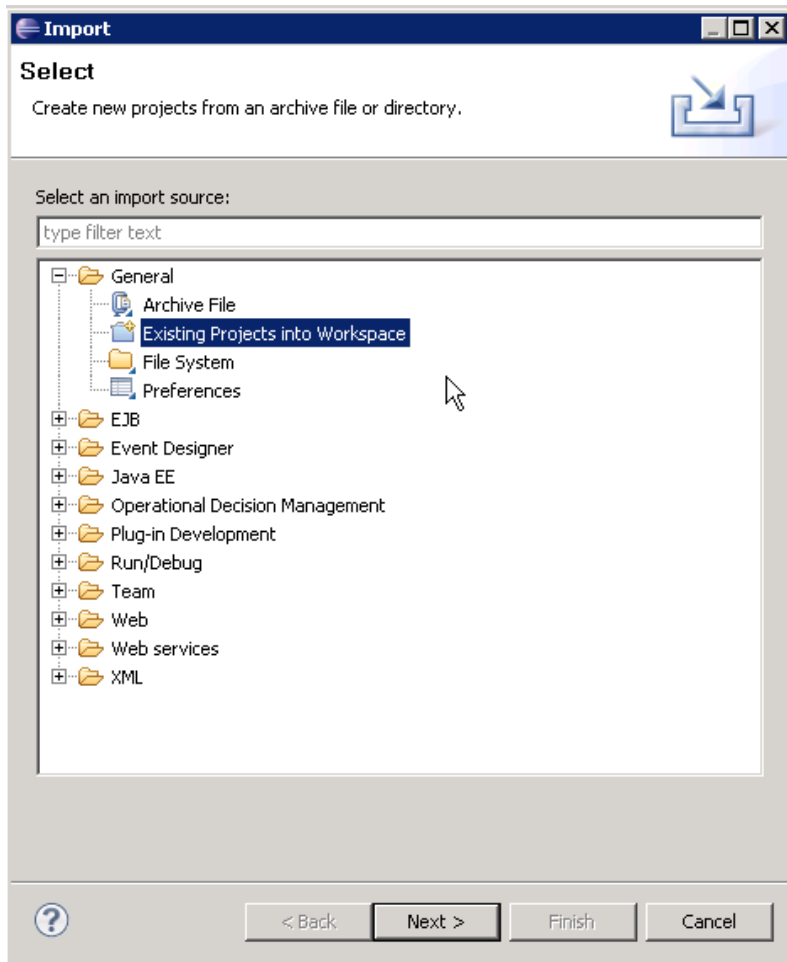 Import
Select
Create new projects from an archive file or directory.
Select an import source:
type filter text
General
Archive File
Existing Projects into Workspace
File System
Preferences
EJB
Event Designer
Java EE
Operational Decision Management
Plug-in Development
Run/Debug
Team
Web
Web services
XML
?
< Back
Next >
Finish
Cancel